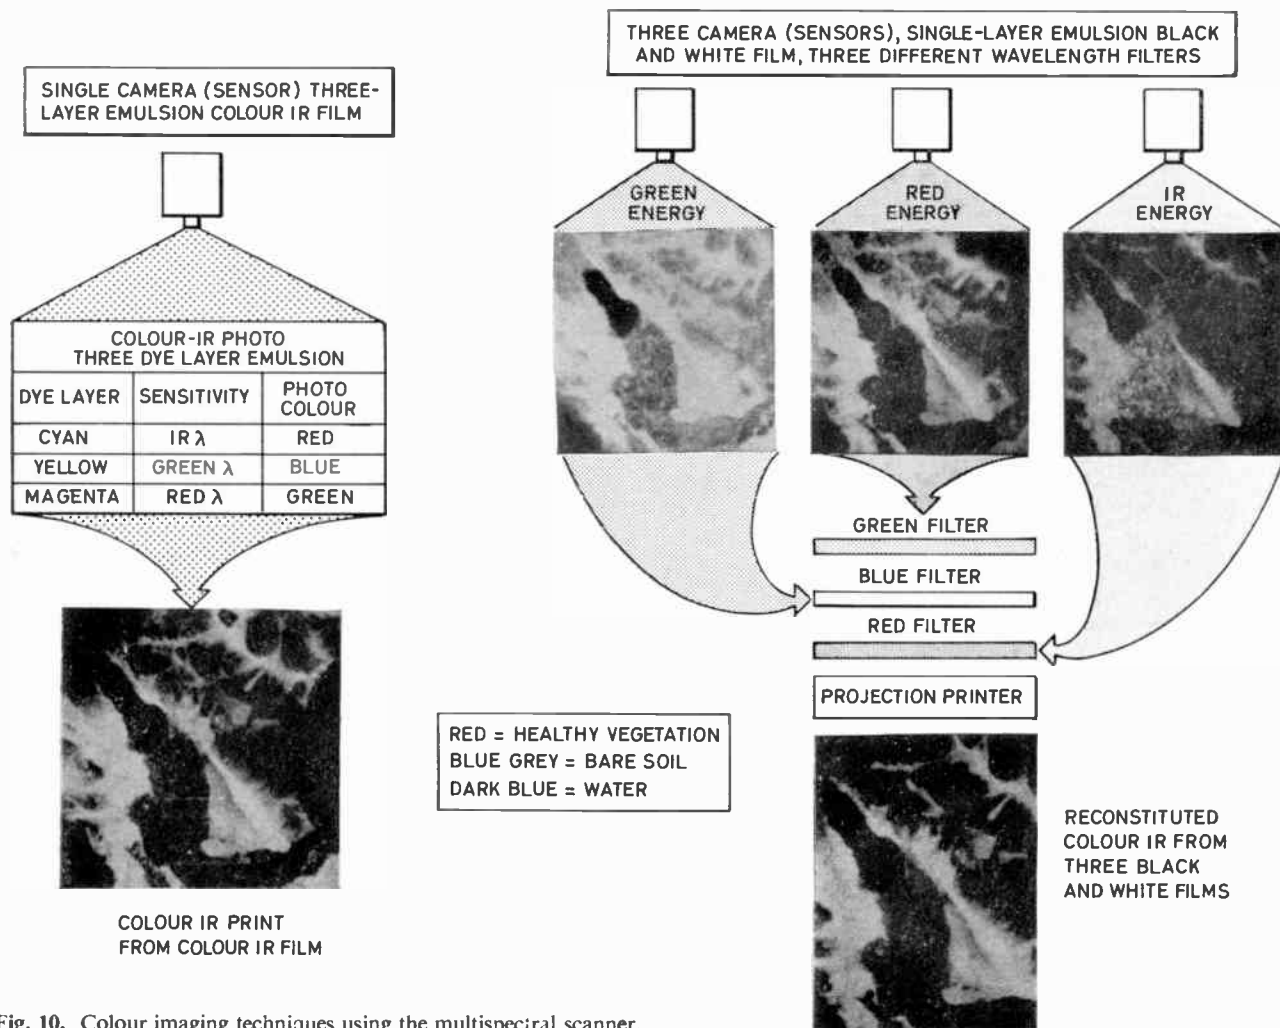 SINGLE CAMERA (SENSOR) THREE-
LAYER EMULSION COLOUR IR FILM
COLOUR-IR PHOTO
THREE DYE LAYER EMULSION
DYE LAYER SENSITIVITY PHOTO COLOUR
CYAN IR λ RED
YELLOW GREEN λ BLUE
MAGENTA RED λ GREEN
COLOUR IR PRINT
FROM COLOUR IR FILM
THREE CAMERA (SENSORS), SINGLE-LAYER EMULSION BLACK
AND WHITE FILM, THREE DIFFERENT WAVELENGTH FILTERS
GREEN
ENERGY
RED
ENERGY
IR
ENERGY
GREEN FILTER
BLUE FILTER
RED FILTER
PROJECTION PRINTER
RED = HEALTHY VEGETATION
BLUE GREY = BARE SOIL
DARK BLUE = WATER
RECONSTITUTED
COLOUR IR FROM
THREE BLACK
AND WHITE FILMS
Fig. 10. Colour imaging techniques using the multispectral scanner